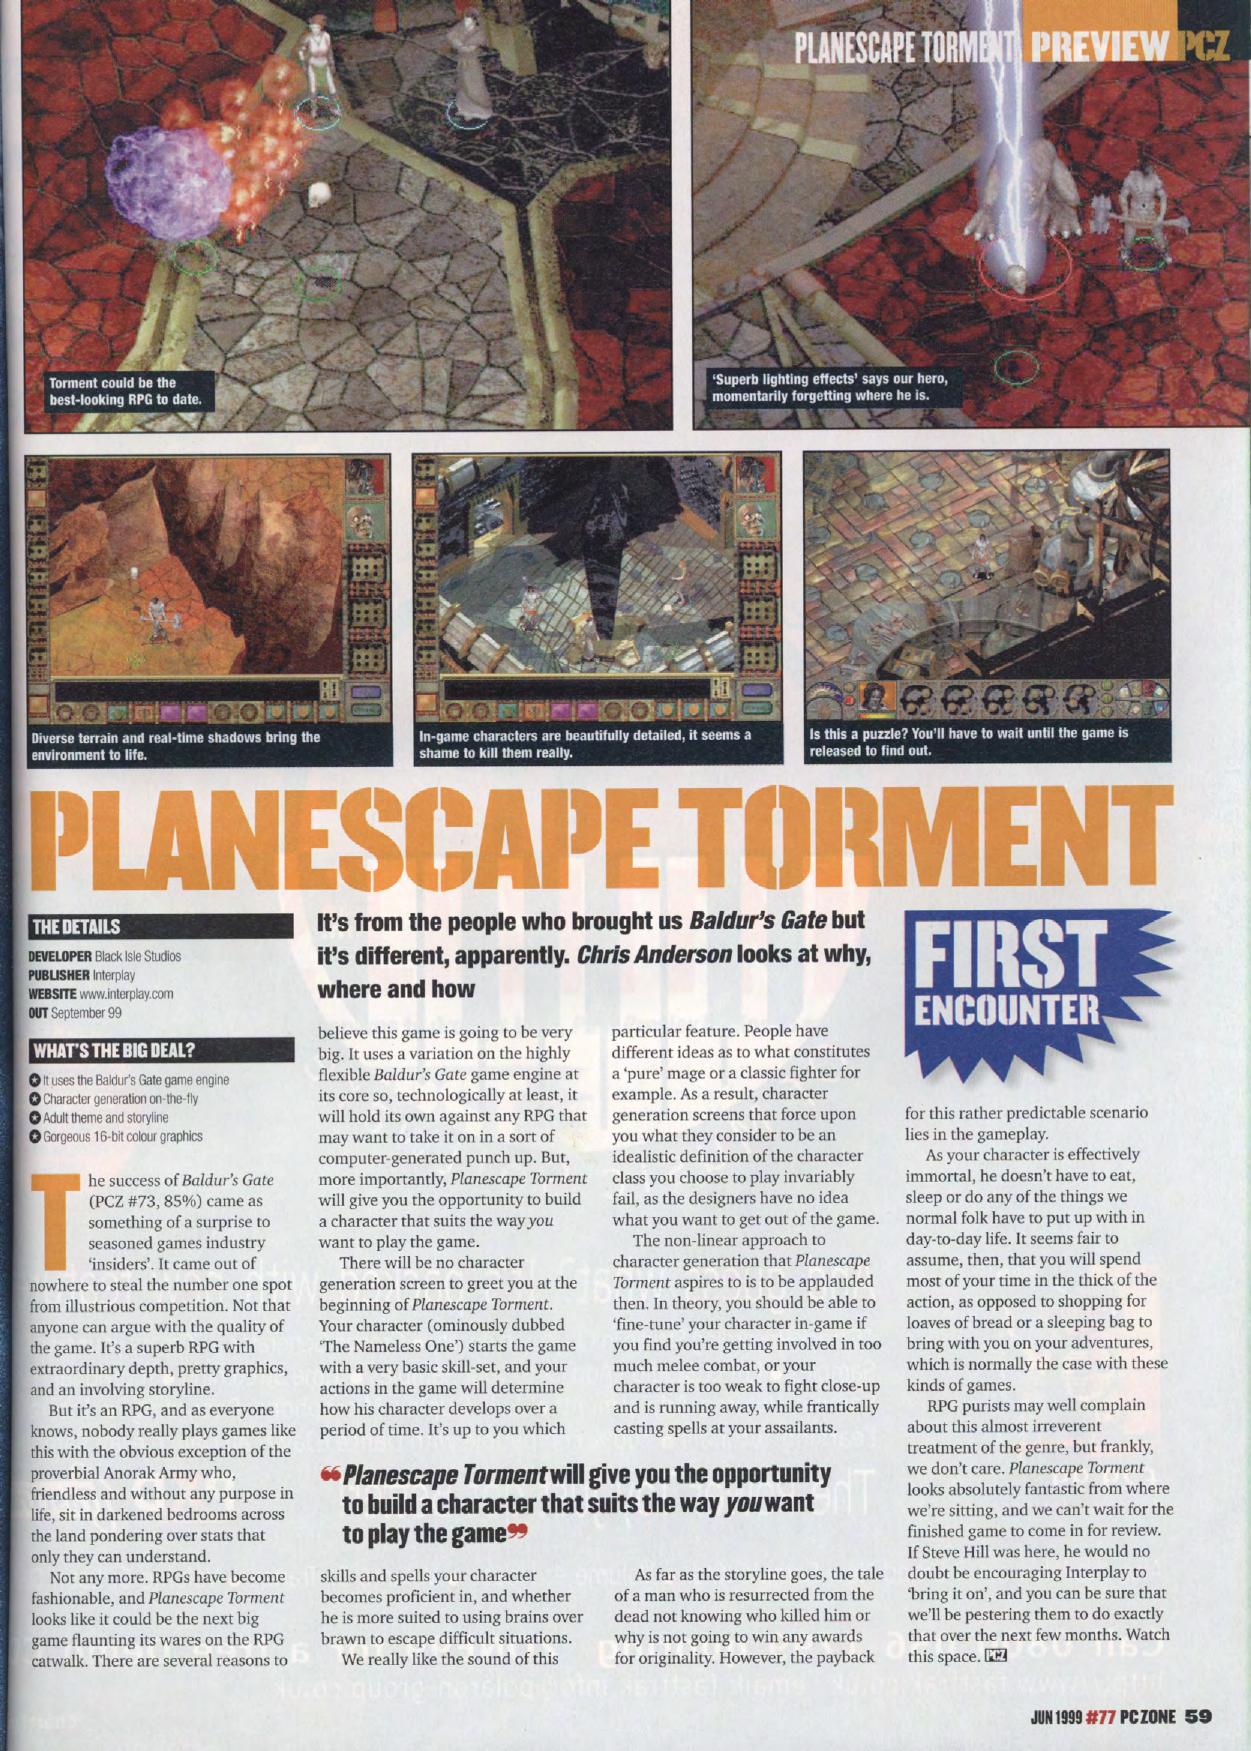 PLANESCAPE TORMENT PREVIEW PCZ
Torment could be the
best-looking RPG to date.
'Superb lighting effects' says our hero,
momentarily forgetting where he is.
Diverse terrain and real-time shadows bring the
environment to life.
In-game characters are beautifully detailed, it seems a
shame to kill them really.
Is this a puzzle? You'll have to wait until the game is
released to find out.
PLANESCAPE TORMENT
THE DETAILS
DEVELOPER Black Isle Studios
PUBLISHER Interplay
WEBSITE www.interplay.com
OUT September 99
WHAT'S THE BIG DEAL?
It uses the Baldur's Gate game engine
Character generation on-the-fly
Adult theme and storyline
Gorgeous 16-bit colour graphics
It's from the people who brought us Baldur's Gate but
it's different, apparently. Chris Anderson looks at why,
where and how
FIRST
ENCOUNTER
The success of Baldur's Gate
(PCZ #73, 85%) came as
something of a surprise to
seasoned games industry
'insiders'. It came out of
nowhere to steal the number one spot
from illustrious competition. Not that
anyone can argue with the quality of
the game. It's a superb RPG with
extraordinary depth, pretty graphics,
and an involving storyline.
But it's an RPG, and as everyone
knows, nobody really plays games like
this with the obvious exception of the
proverbial Anorak Army who,
friendless and without any purpose in
life, sit in darkened bedrooms across
the land pondering over stats that
only they can understand.
Not any more. RPGs have become
fashionable, and Planescape Torment
looks like it could be the next big
game flaunting its wares on the RPG
catwalk. There are several reasons to
believe this game is going to be very
big. It uses a variation on the highly
flexible Baldur's Gate game engine at
its core so, technologically at least, it
will hold its own against any RPG that
may want to take it on in a sort of
computer-generated punch up. But,
more importantly, Planescape Torment
will give you the opportunity to build
a character that suits the way you
want to play the game.
There will be no character
generation screen to greet you at the
beginning of Planescape Torment.
Your character (ominously dubbed
'The Nameless One') starts the game
with a very basic skill-set, and your
actions in the game will determine
how his character develops over a
period of time. It's up to you which
skills and spells your character
becomes proficient in, and whether
he is more suited to using brains over
brawn to escape difficult situations.
We really like the sound of this
particular feature. People have
different ideas as to what constitutes
a 'pure' mage or a classic fighter for
example. As a result, character
generation screens that force upon
you what they consider to be an
idealistic definition of the character
class you choose to play invariably
fail, as the designers have no idea
what you want to get out of the game.
The non-linear approach to
character generation that Planescape
Torment aspires to is to be applauded
then. In theory, you should be able to
'fine-tune' your character in-game if
you find you're getting involved in too
much melee combat, or your
character is too weak to fight close-up
and is running away, while frantically
casting spells at your assailants.
“Planescape Torment will give you the opportunity
to build a character that suits the way you want
to play the game”
As far as the storyline goes, the tale
of a man who is resurrected from the
dead not knowing who killed him or
why is not going to win any awards
for originality. However, the payback
for this rather predictable scenario
lies in the gameplay.
As your character is effectively
immortal, he doesn't have to eat,
sleep or do any of the things we
normal folk have to put up with in
day-to-day life. It seems fair to
assume, then, that you will spend
most of your time in the thick of the
action, as opposed to shopping for
loaves of bread or a sleeping bag to
bring with you on your adventures,
which is normally the case with these
kinds of games.
RPG purists may well complain
about this almost irreverent
treatment of the genre, but frankly,
we don't care. Planescape Torment
looks absolutely fantastic from where
we're sitting, and we can't wait for the
finished game to come in for review.
If Steve Hill was here, he would no
doubt be encouraging Interplay to
'bring it on', and you can be sure that
we'll be pestering them to do exactly
that over the next few months. Watch
this space. PCZ
JUN 1999 #77 PC ZONE 59